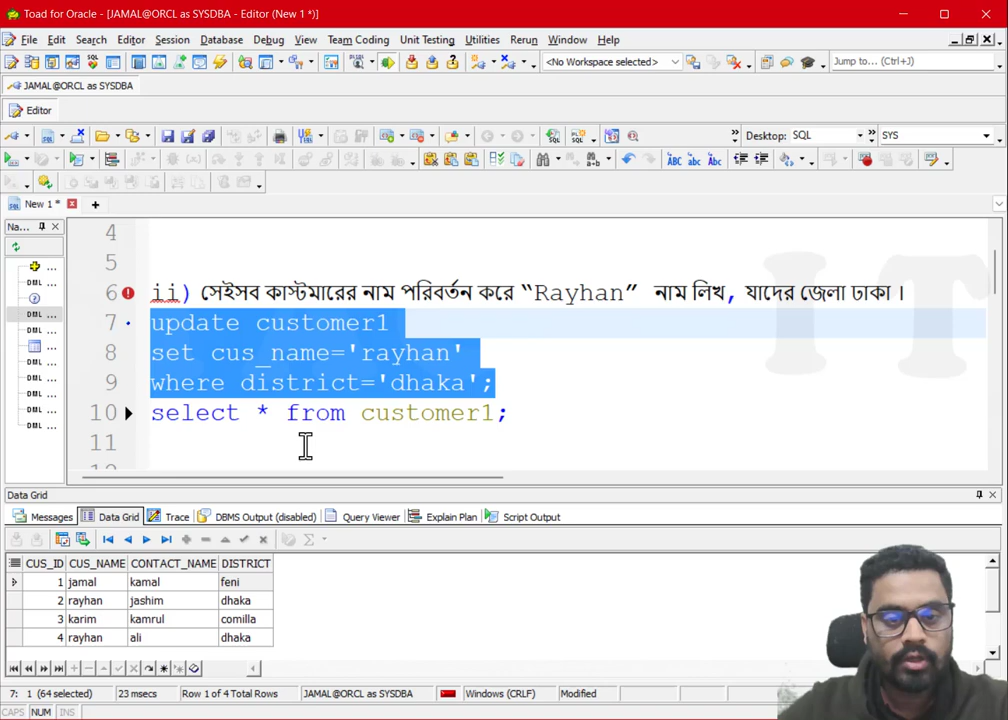 Toad for Oracle - [JAMAL@ORCL as SYSDBA - Editor (New 1 *)]
File Edit Search Editor Session Database Debug View Team Coding Unit Testing Utilities Rerun Window Help
<No Workspace selected> Jump to... (Ctrl+J)
JAMAL@ORCL as SYSDBA
Editor
Desktop: SQL SYS
New 1 *
Na...
4
5
6 ii) সেইসব কাস্টমারের নাম পরিবর্তন করে “Rayhan” নাম লিখ, যাদের জেলা ঢাকা ।
7 update customer1
8 set cus_name='rayhan'
9 where district='dhaka';
10 select * from customer1;
11
IT
Data Grid
Messages Data Grid Trace DBMS Output (disabled) Query Viewer Explain Plan Script Output
CUS_ID CUS_NAME CONTACT_NAME DISTRICT
1 jamal kamal feni
2 rayhan jashim dhaka
3 karim kamrul comilla
4 rayhan ali dhaka
7: 1 (64 selected) 23 msecs Row 1 of 4 Total Rows JAMAL@ORCL as SYSDBA Windows (CRLF) Modified
CAPS NUM INS